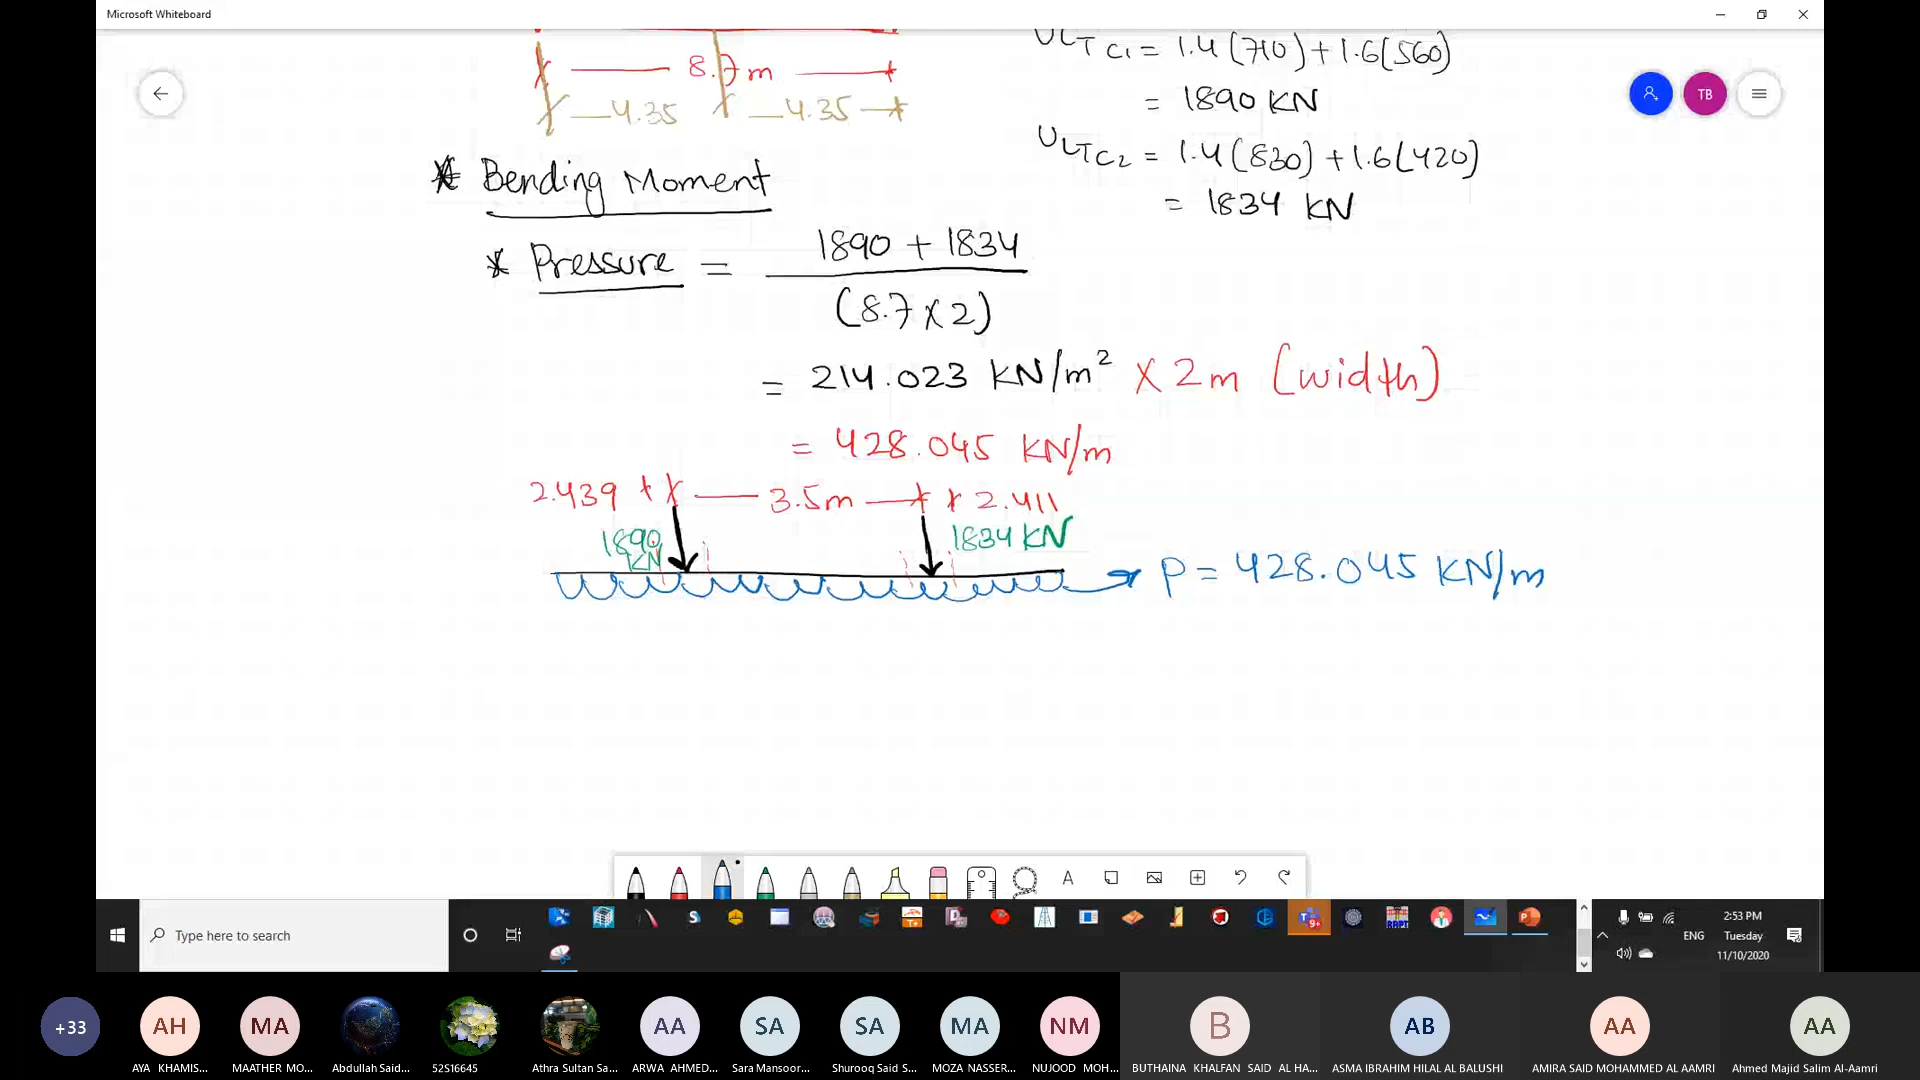 Microsoft Whiteboard
8.7m
4.35 4.35
ULT C1 = 1.4(710)+1.6(560)
= 1890 KN
ULT C2 = 1.4(830)+1.6(420)
= 1834 KN
TB
* Bending Moment
* Pressure = 1890 + 1834
(8.7 x 2)
= 214.023 KN/m² x 2m (width)
= 428.045 KN/m
2.439 3.5m 2.411
1890 KN 1834 KN
P = 428.045 KN/m
A
Type here to search
9+
ENG
2:53 PM
Tuesday
11/10/2020
+33 AH MA AA SA SA MA NM B AB AA AA
AYA KHAMIS... MAATHER MO... Abdullah Said... 52S16645 Athra Sultan Sa... ARWA AHMED... Sara Mansoor... Shurooq Said S... MOZA NASSER... NUJOOD MOH... BUTHAINA KHALFAN SAID AL HA... ASMA IBRAHIM HILAL AL BALUSHI AMIRA SAID MOHAMMED AL AAMRI Ahmed Majid Salim Al-Aamri